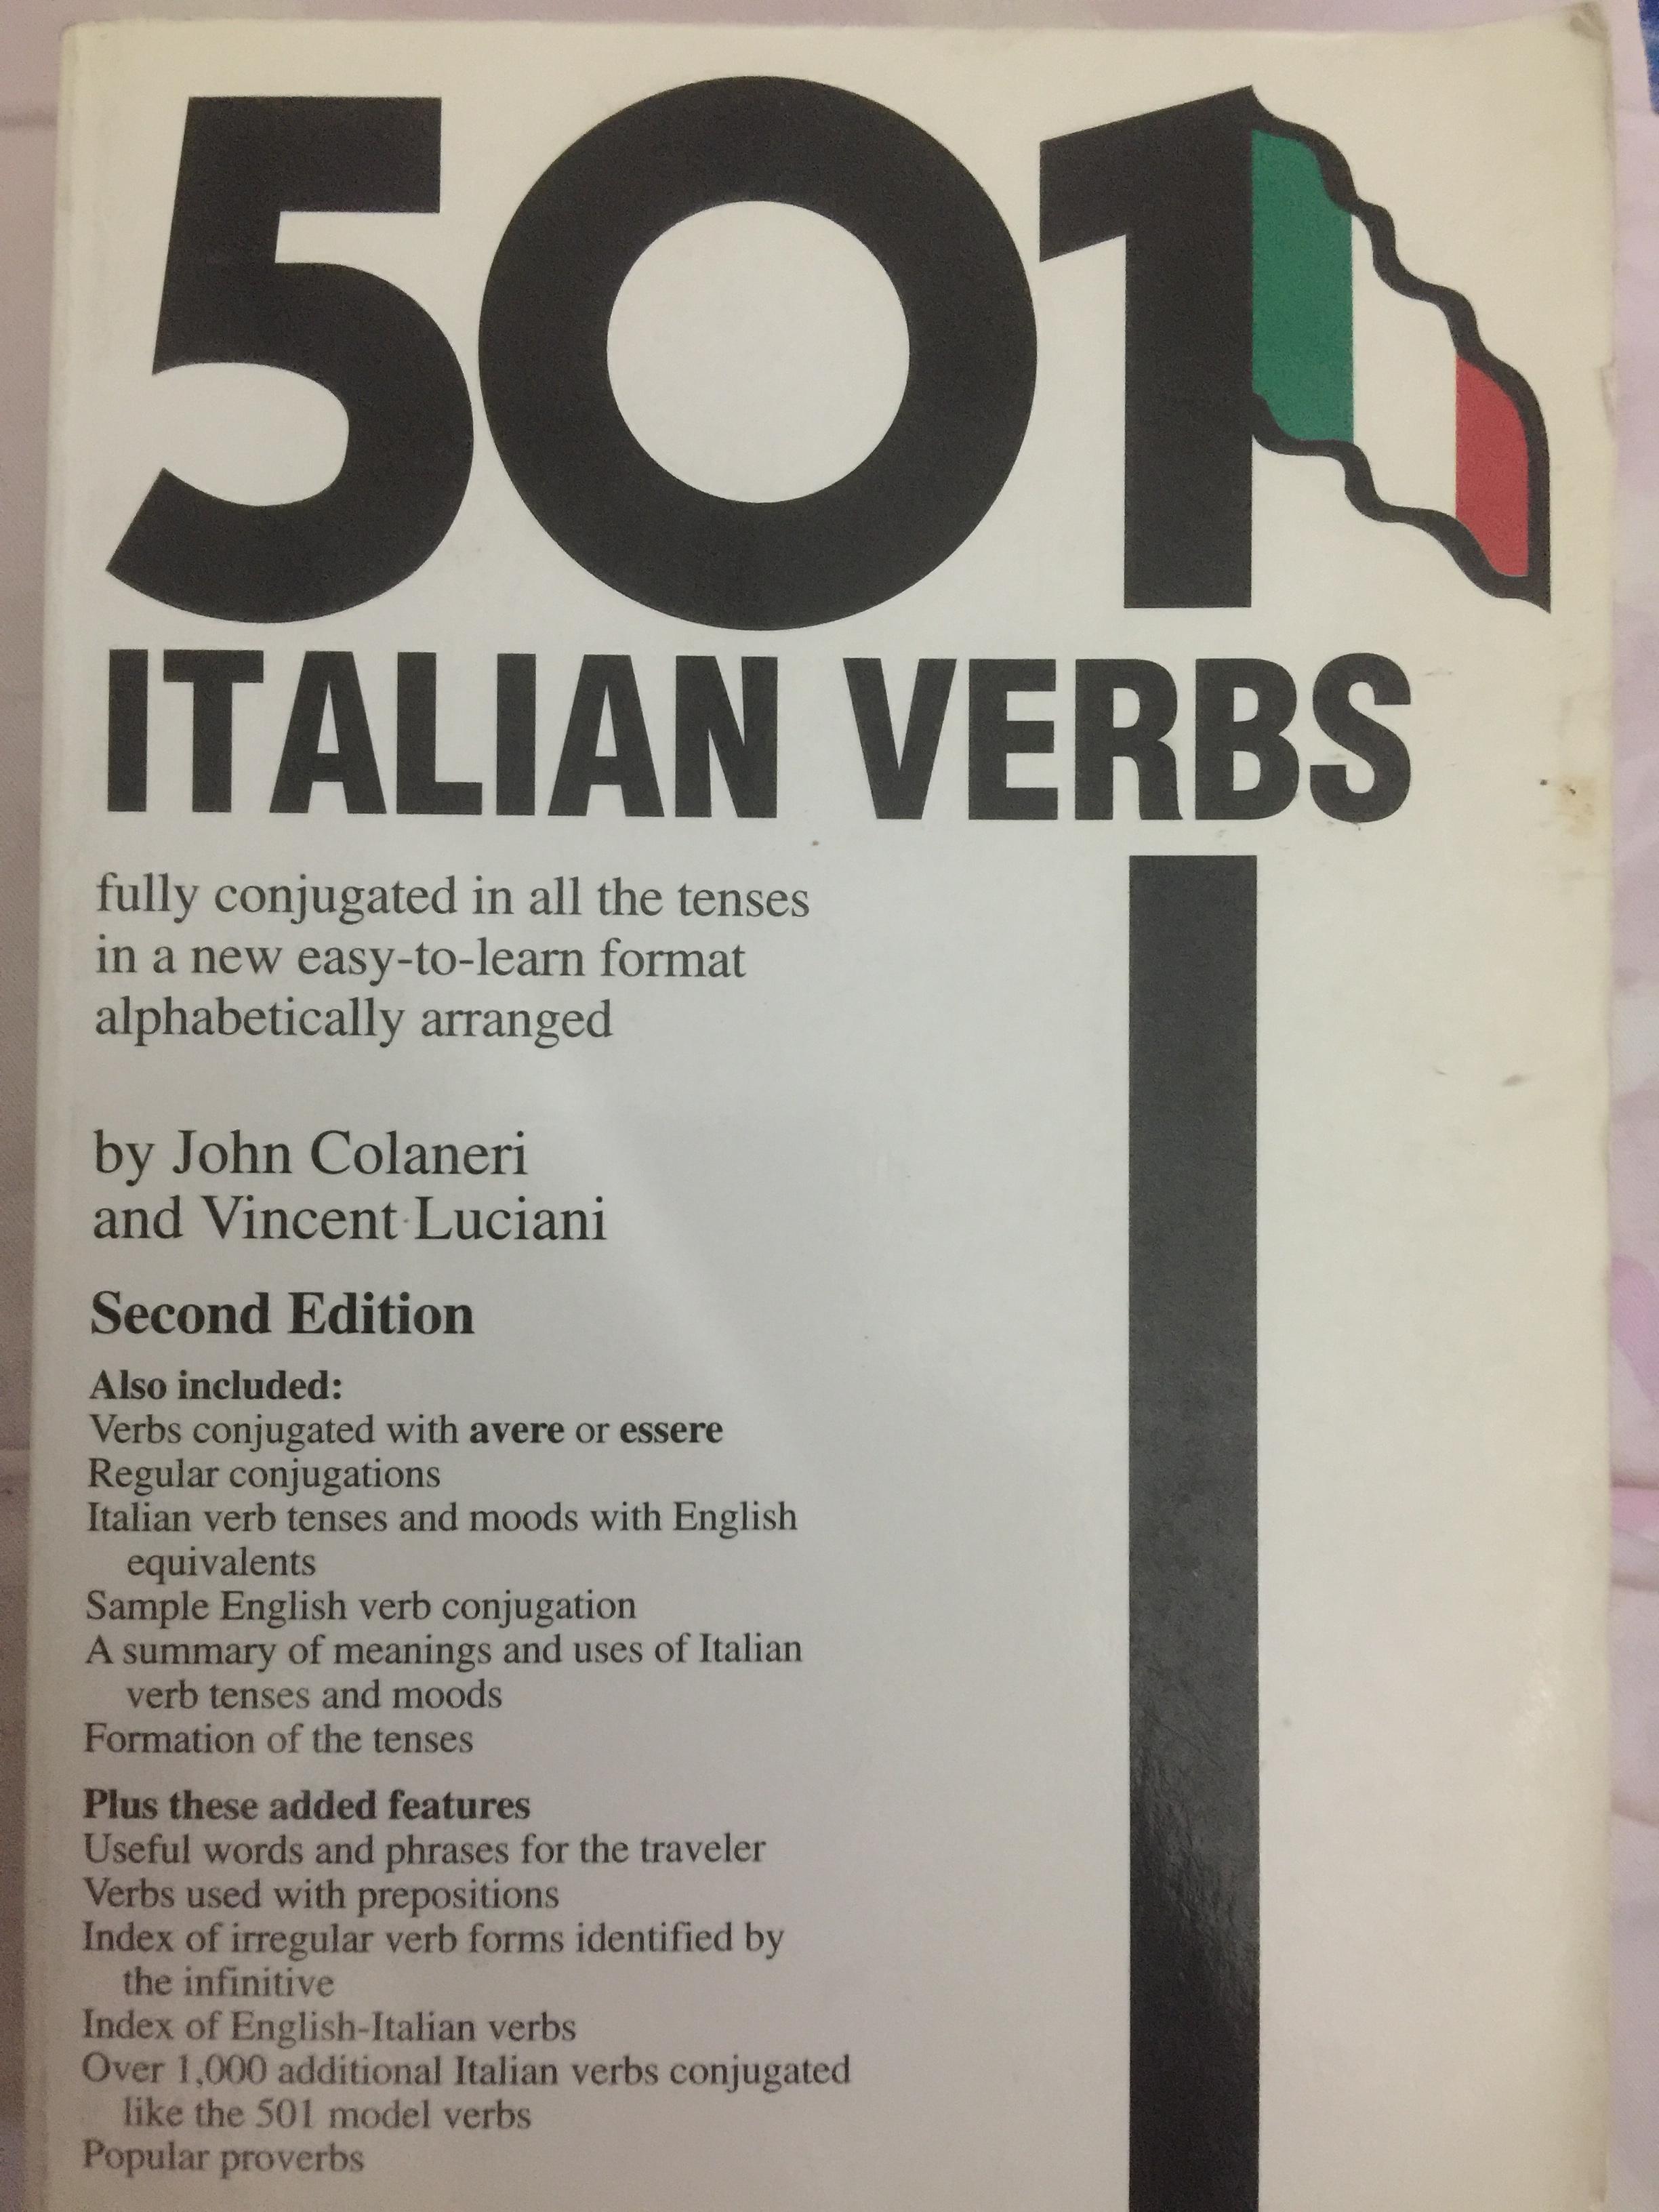 501
ITALIAN VERBS
fully conjugated in all the tenses
in a new easy-to-learn format
alphabetically arranged
by John Colaneri
and Vincent Luciani
Second Edition
Also included:
Verbs conjugated with avere or essere
Regular conjugations
Italian verb tenses and moods with English
equivalents
Sample English verb conjugation
A summary of meanings and uses of Italian
verb tenses and moods
Formation of the tenses
Plus these added features
Useful words and phrases for the traveler
Verbs used with prepositions
Index of irregular verb forms identified by
the infinitive
Index of English-Italian verbs
Over 1,000 additional Italian verbs conjugated
like the 501 model verbs
Popular proverbs